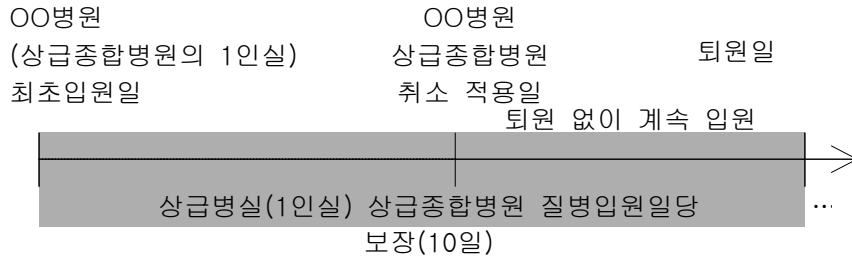 OO병원
(상급종합병원의 1인실)
최초입원일
OO병원
상급종합병원
취소 적용일
퇴원일
퇴원 없이 계속 입원
상급병실(1인실) 상급종합병원 질병입원일당
보장(10일)
…